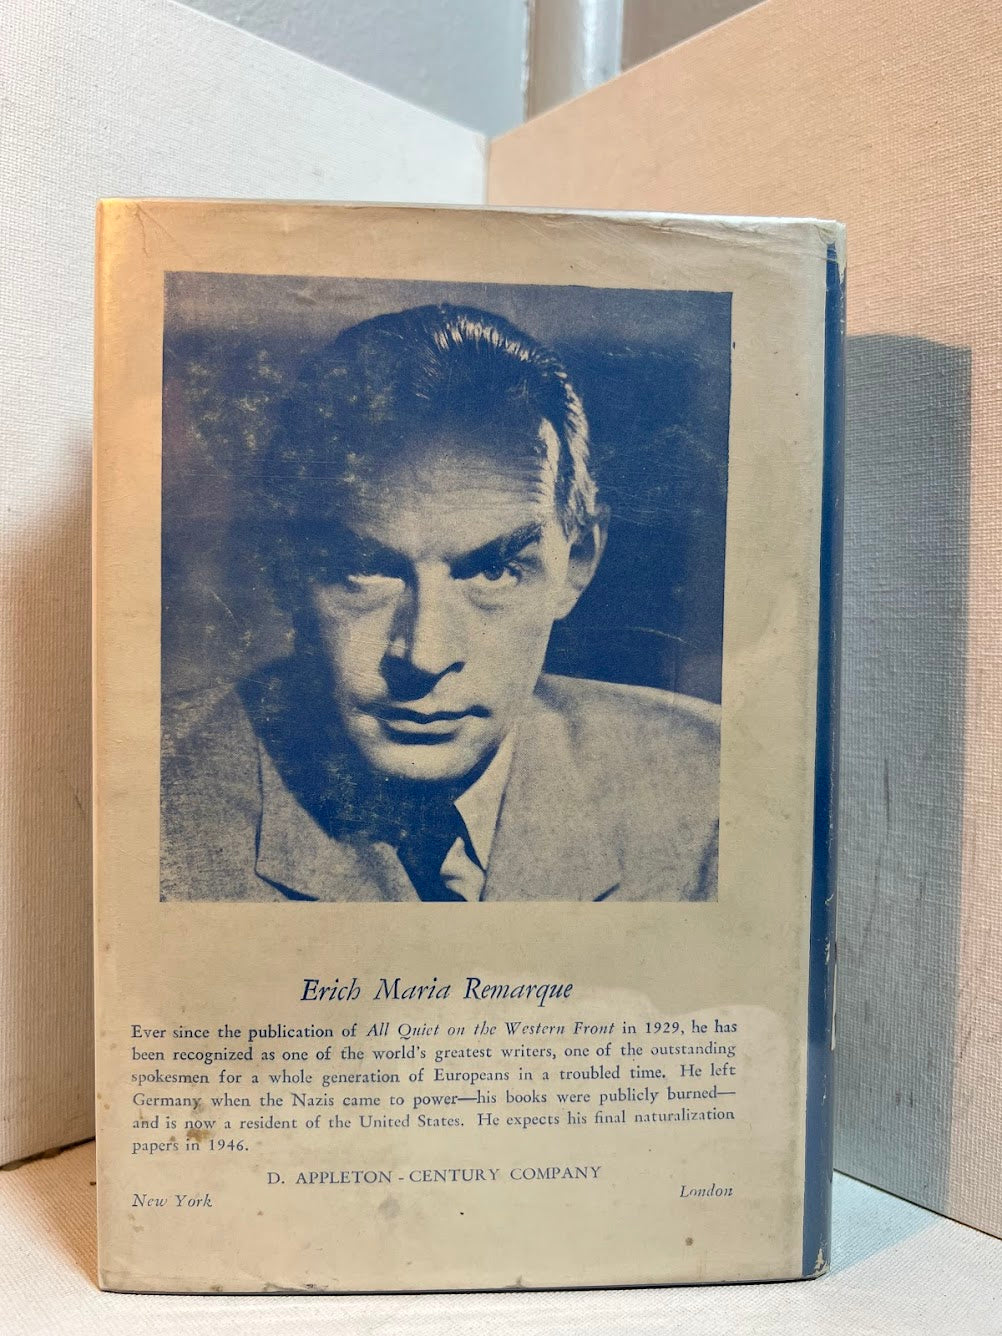 Erich Maria Remarque
Ever since the publication of All Quiet on the Western Front in 1929, he has
been recognized as one of the world's greatest writers, one of the outstanding
spokesmen for a whole generation of Europeans in a troubled time. He left
Germany when the Nazis came to power—his books were publicly burned—
and is now a resident of the United States. He expects his final naturalization
papers in 1946.
D. APPLETON - CENTURY COMPANY
New York London